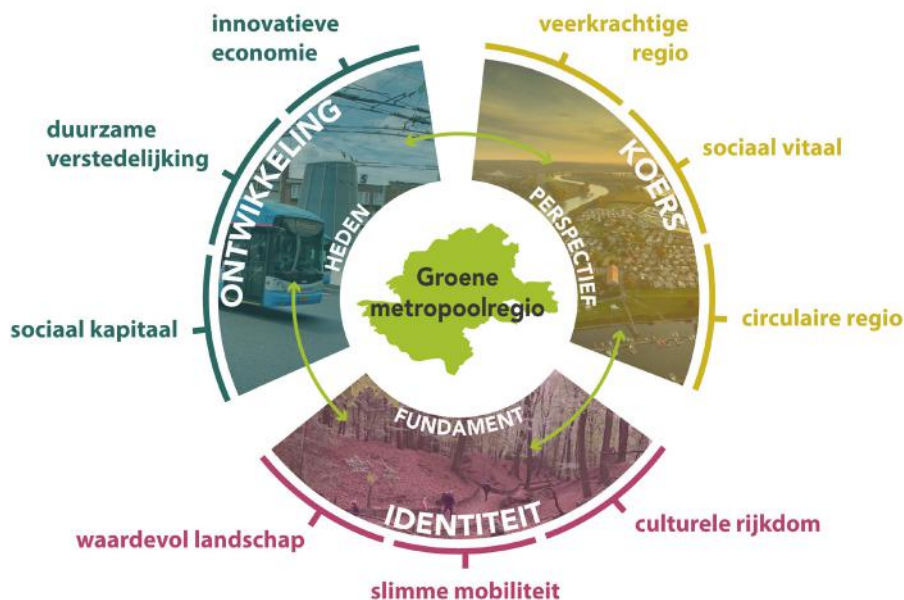 innovatieve
economie
veerkrachtige
regio
duurzame
verstedelijking
sociaal vitaal
sociaal kapitaal
circulaire regio
ONTWIKKELING
HEDEN
KOERS
PERSPECTIEF
Groene
metropoolregio
FUNDAMENT
IDENTITEIT
waardevol landschap
slimme mobiliteit
culturele rijkdom